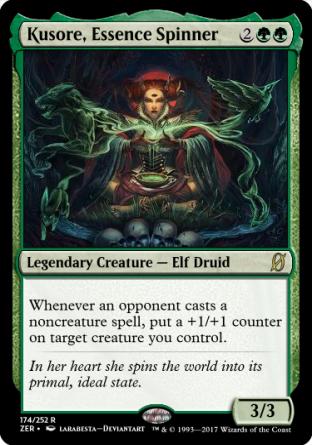 Kusore, Essence Spinner 2
Legendary Creature — Elf Druid
Whenever an opponent casts a
noncreature spell, put a +1/+1 counter
on target creature you control.
In her heart she spins the world into its
primal, ideal state.
174/252 R
ZER • LARABESTA—DEVIANTART
™ & © 1993—2017 Wizards of the Coast
3/3